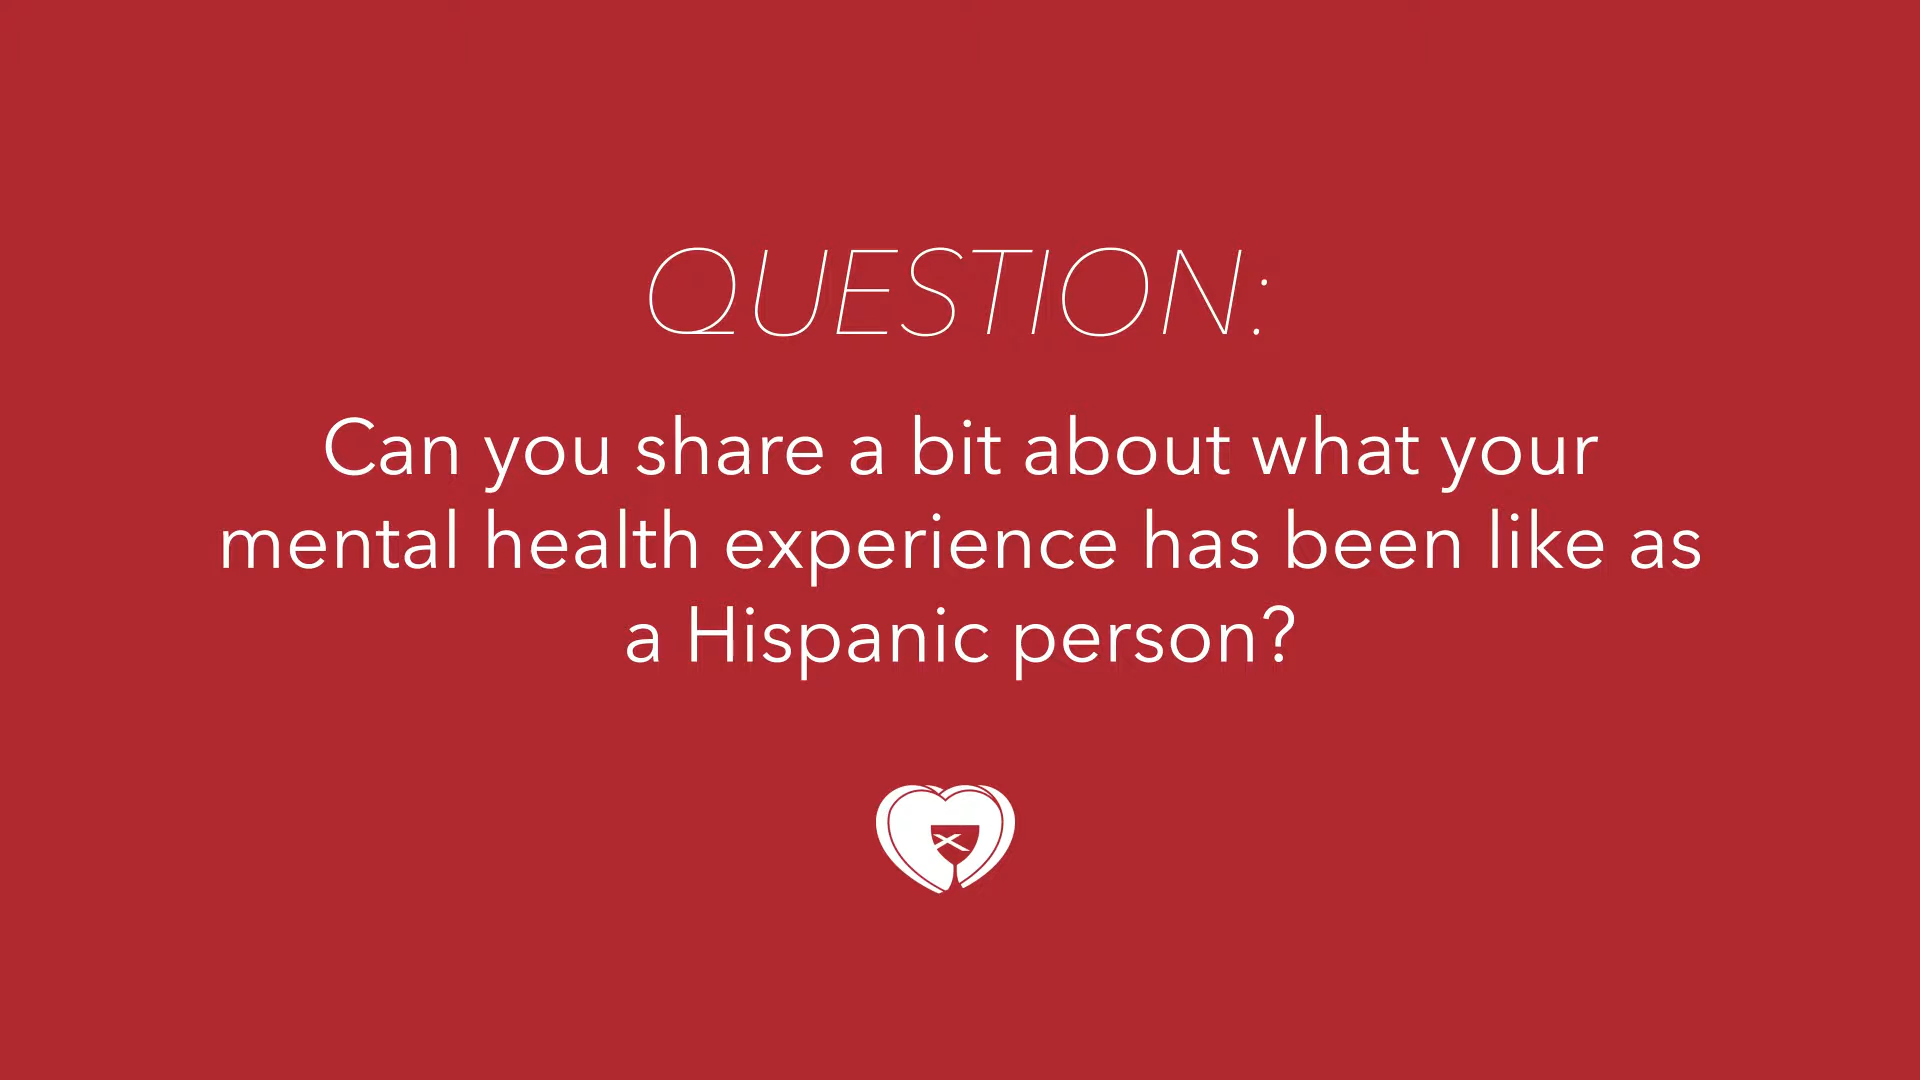 QUESTION:
Can you share a bit about what your
mental health experience has been like as
a Hispanic person?